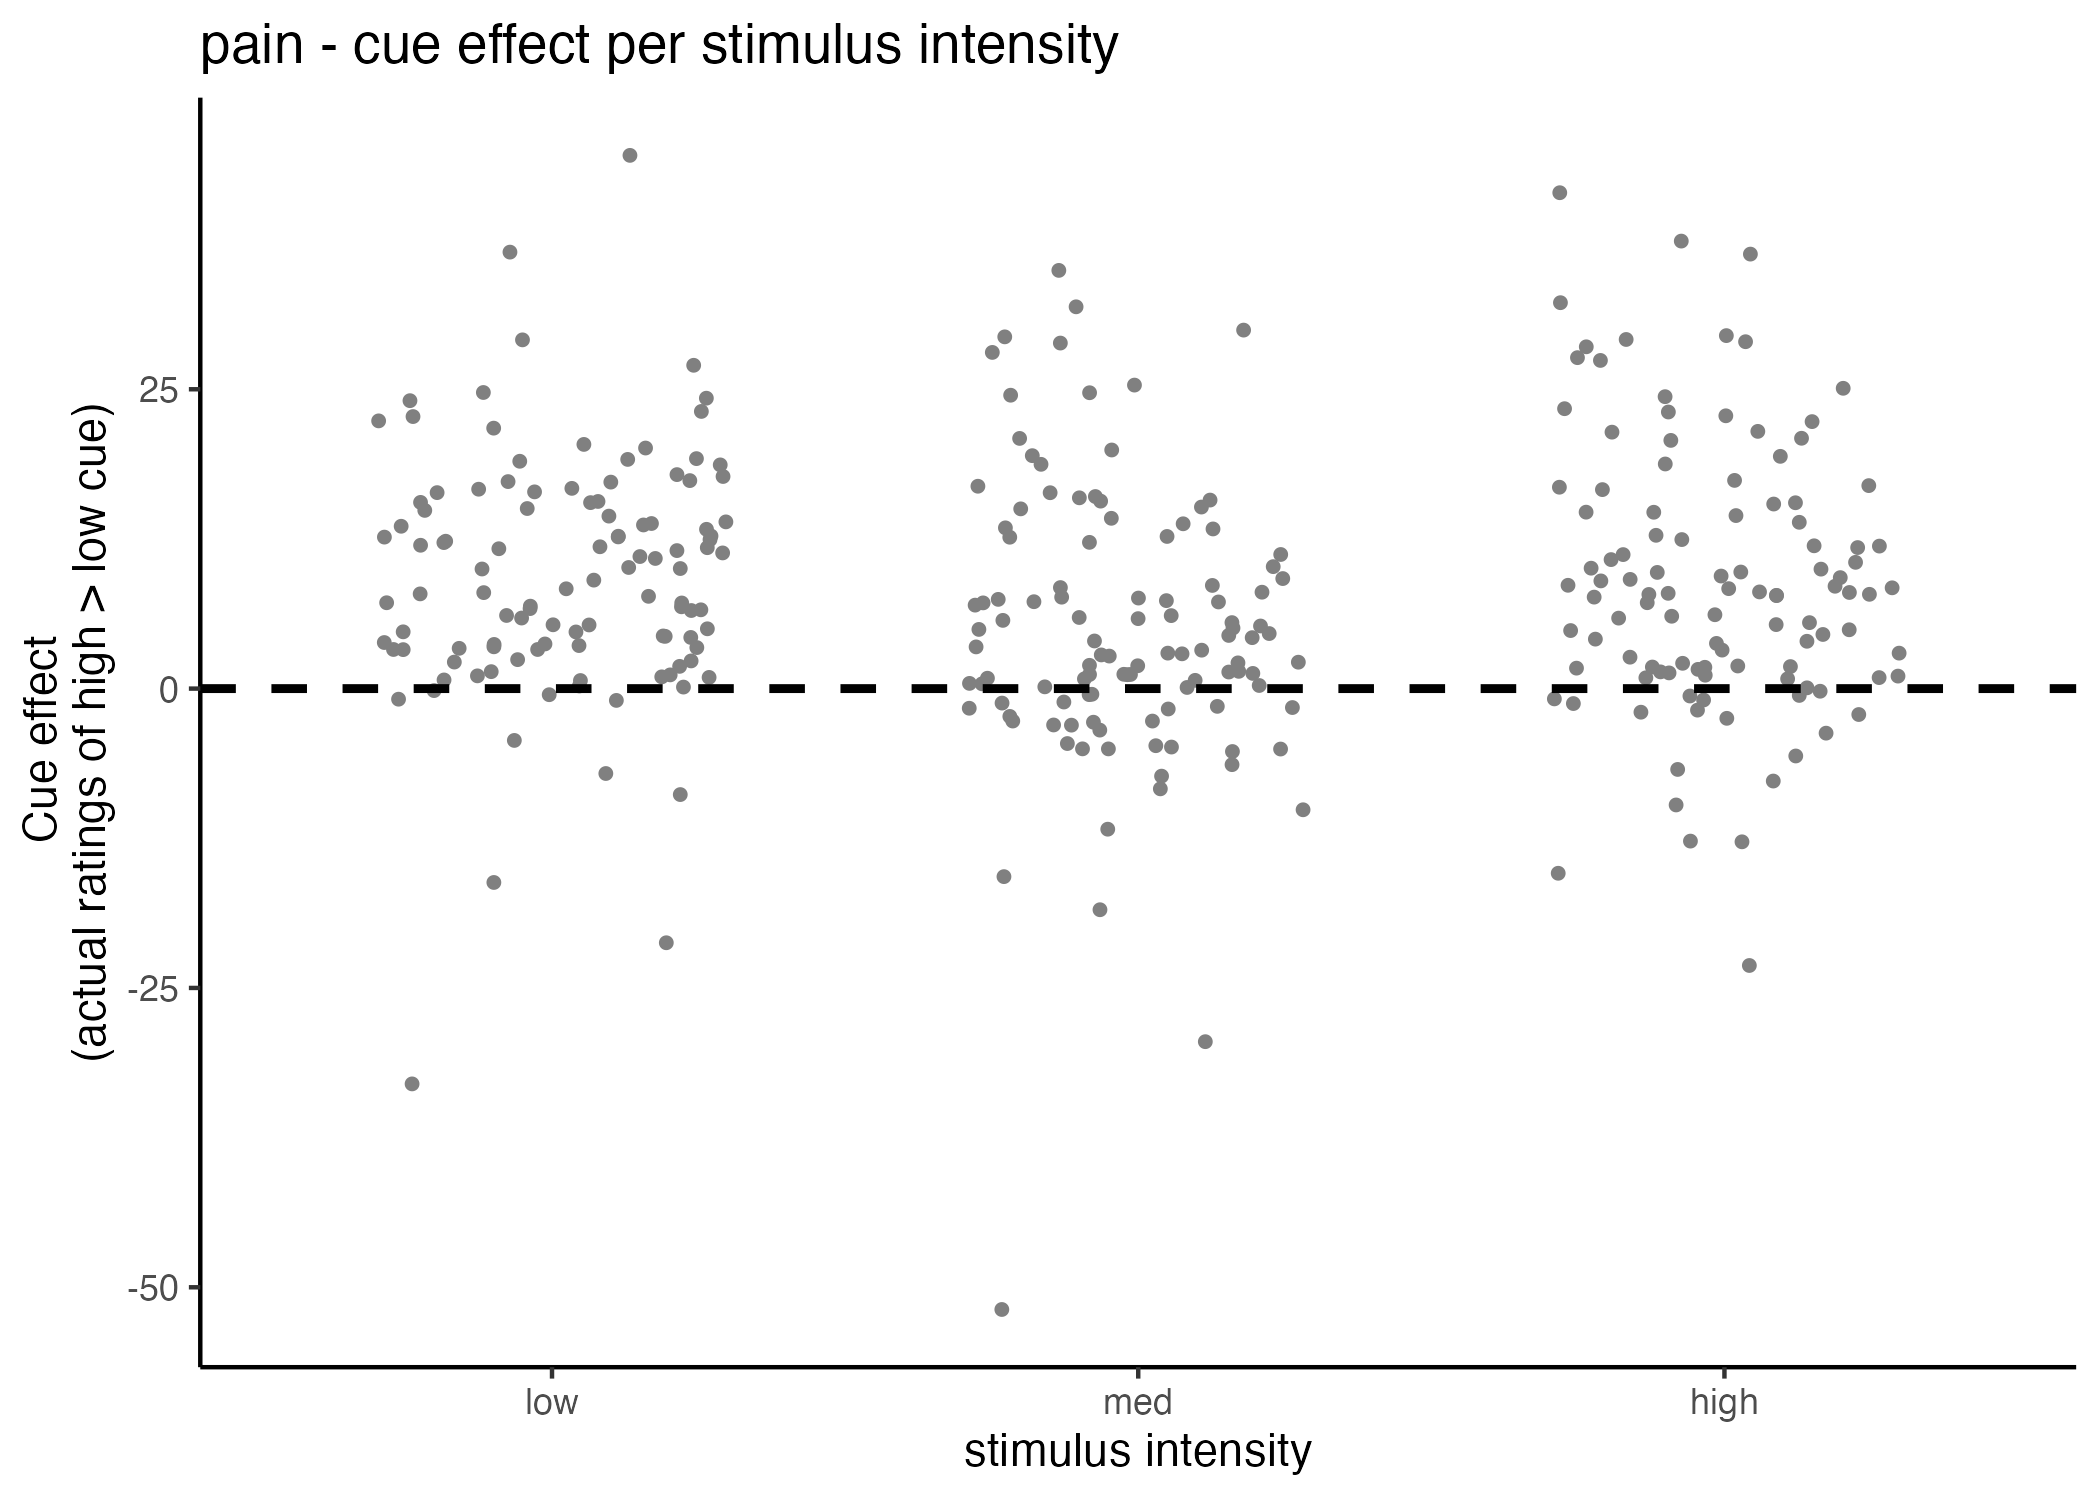 pain - cue effect per stimulus intensity
Cue effect
(actual ratings of high > low cue)
25
0
-25
-50
low
med
high
stimulus intensity